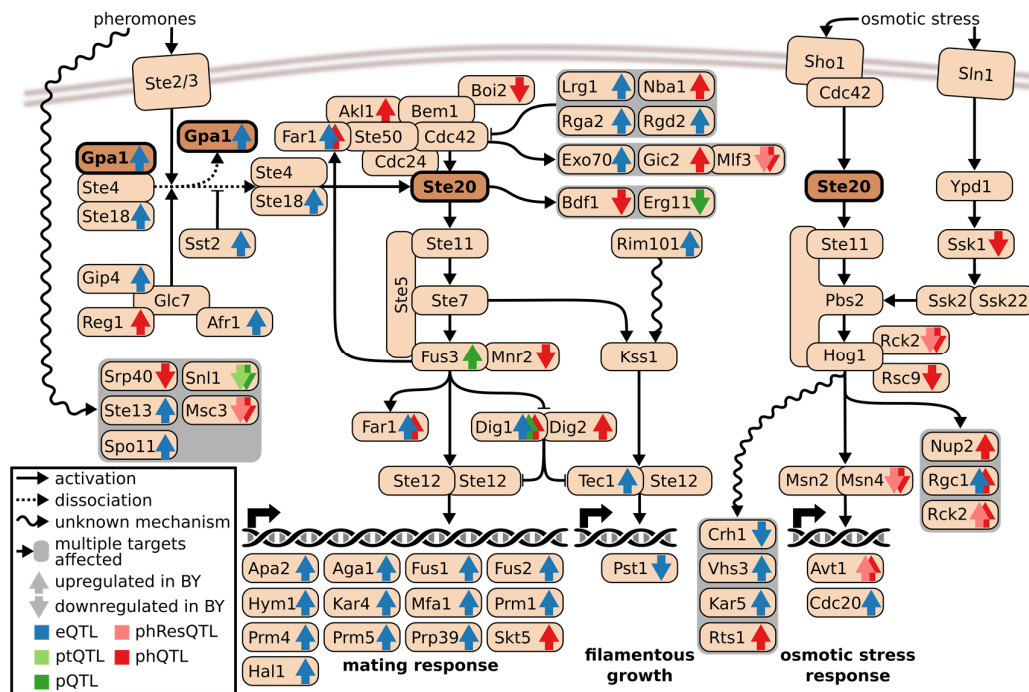 pheromones
osmotic stress
Ste2/3
Sho1
Cdc42
Sln1
Boi2
Lrg1
Nba1
Akl1
Bem1
Rga2
Rgd2
Far1
Ste50
Cdc42
Gpa1
Gpa1
Cdc24
Exo70
Gic2
Mlf3
Ste4
Ste18
Ste4
Ste18
Ste20
Bdf1
Erg11
Ste20
Ypd1
Sst2
Ste11
Rim101
Ste11
Ssk1
Gip4
Glc7
Reg1
Afr1
Ste5
Ste7
Pbs2
Ssk2
Ssk22
Fus3
Mnr2
Kss1
Hog1
Rck2
Rsc9
Srp40
Snl1
Ste13
Msc3
Spo11
Far1
Dig1
Dig2
Nup2
Rgc1
Rck2
Ste12
Ste12
Tec1
Ste12
Msn2
Msn4
activation
dissociation
unknown mechanism
multiple targets
affected
upregulated in BY
downregulated in BY
eQTL
phResQTL
ptQTL
phQTL
pQTL
Apa2
Aga1
Fus1
Fus2
Hym1
Kar4
Mfa1
Prm1
Prm4
Prm5
Prp39
Skt5
Hal1
mating response
Pst1
filamentous
growth
Crh1
Vhs3
Kar5
Rts1
Avt1
Cdc20
osmotic stress
response